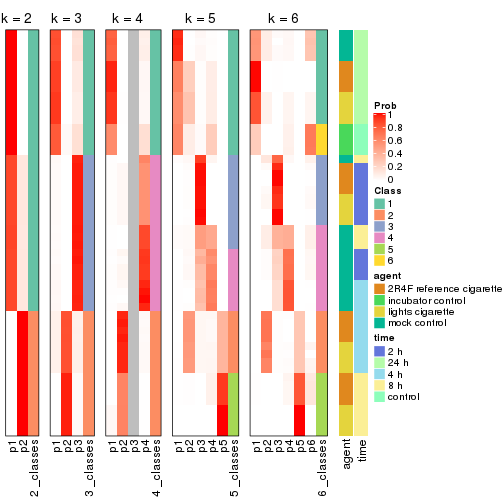 k = 2
k = 3
k = 4
k = 5
k = 6
p1
p2
2_classes
p1
p2
p3
3_classes
p1
p2
p3
p4
4_classes
p1
p2
p3
p4
p5
5_classes
p1
p2
p3
p4
p5
p6
6_classes
agent
time
Prob
1
0.8
0.6
0.4
0.2
0
Class
1
2
3
4
5
6
agent
2R4F reference cigarette
incubator control
lights cigarette
mock control
time
2 h
24 h
4 h
8 h
control